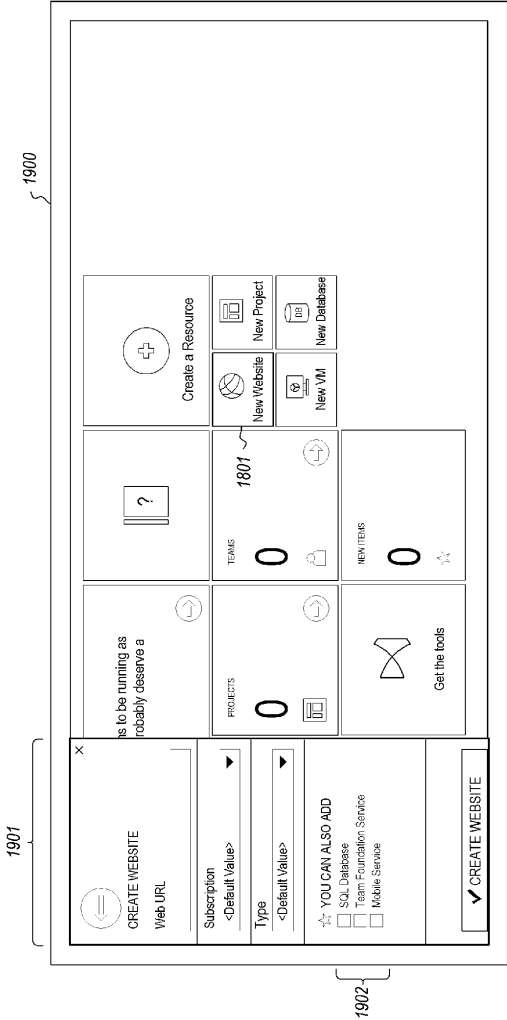 1900
1901
CREATE WEBSITE
×
Web URL
Subscription
<Default Value>
Type
<Default Value>
☆ YOU CAN ALSO ADD
SQL Database
Team Foundation Service
Mobile Service
1902
✔ CREATE WEBSITE
ns to be running as
robably deserve a
PROJECTS
0
Get the tools
?
TEAMS
0
NEW ITEMS
0
Create a Resource
1801
New Website
New Project
New VM
DB
New Database